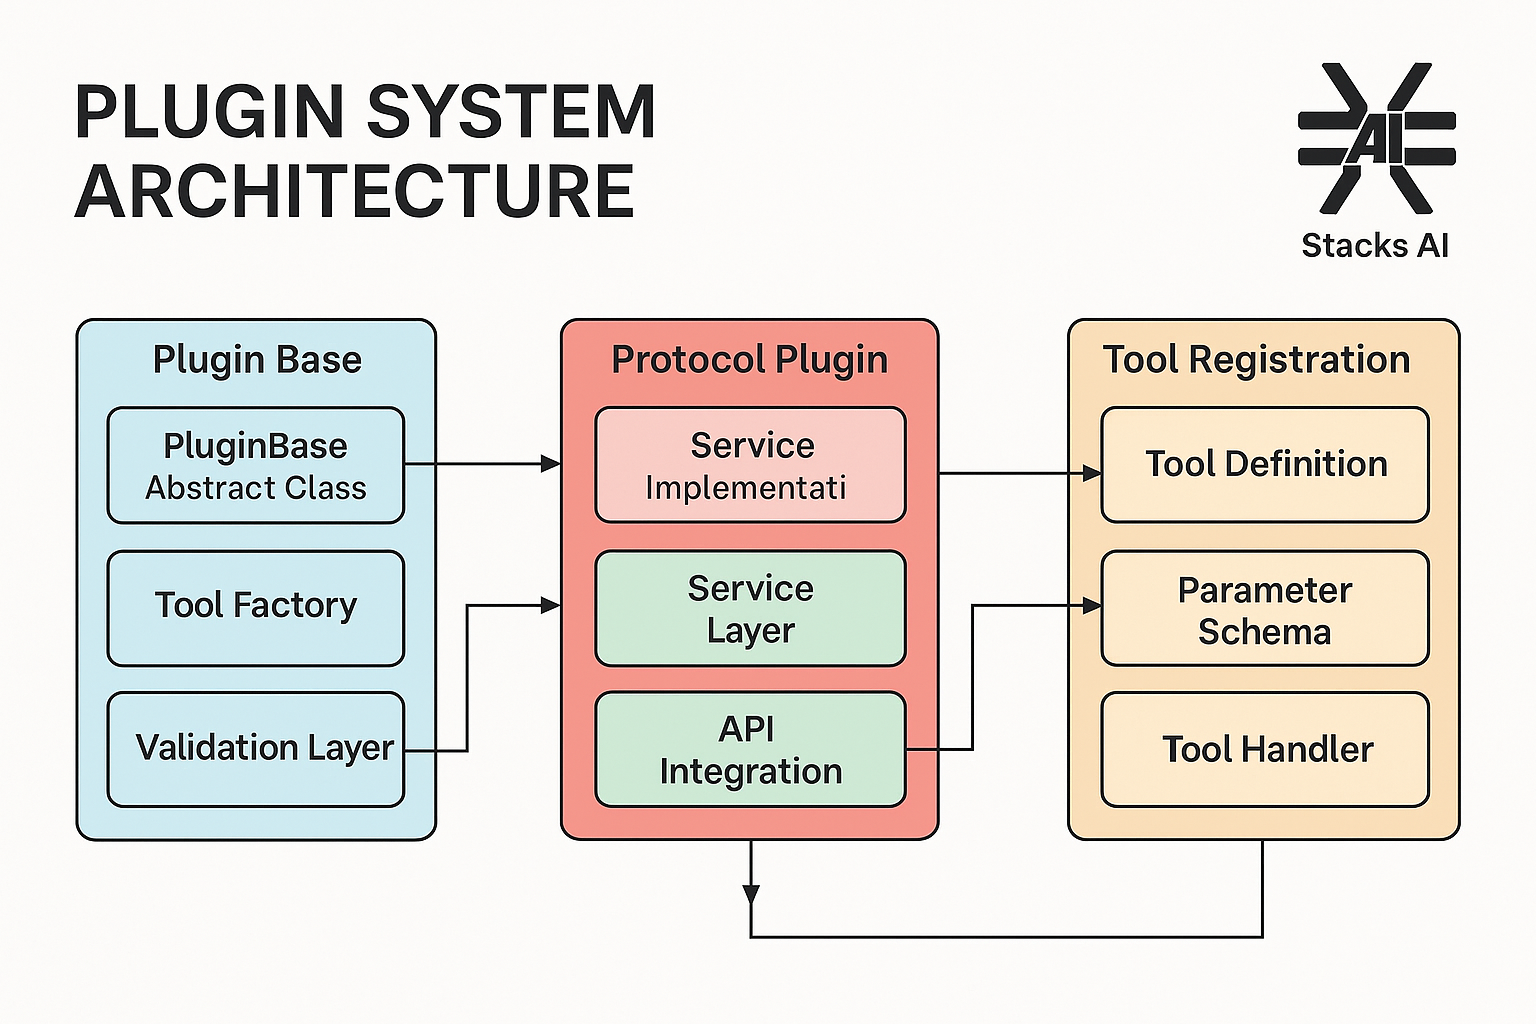 PLUGIN SYSTEM
ARCHITECTURE
AI
Stacks AI
Plugin Base
PluginBase
Abstract Class
Tool Factory
Validation Layer
Protocol Plugin
Service
Implementati
Service
Layer
API
Integration
Tool Registration
Tool Definition
Parameter
Schema
Tool Handler